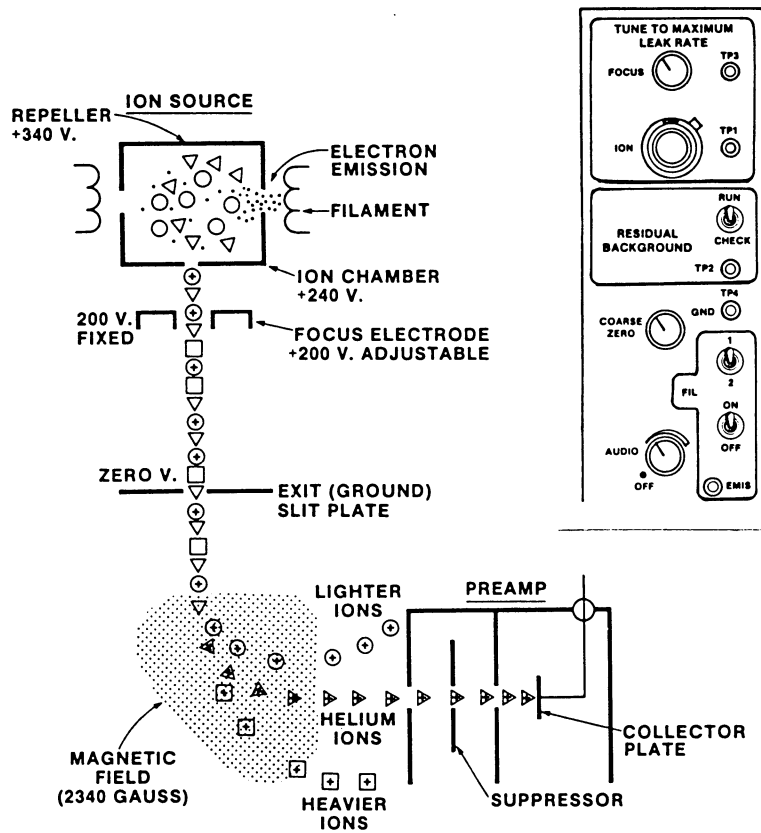 ION SOURCE
REPELLER
+340 V.
ELECTRON
EMISSION
FILAMENT
ION CHAMBER
+240 V.
200 V.
FIXED
FOCUS ELECTRODE
+200 V. ADJUSTABLE
ZERO V.
EXIT (GROUND)
SLIT PLATE
LIGHTER
IONS
PREAMP
HELIUM
IONS
COLLECTOR
PLATE
MAGNETIC
FIELD
(2340 GAUSS)
HEAVIER
IONS
SUPPRESSOR
TUNE TO MAXIMUM
LEAK RATE
FOCUS
TP3
ION
TP1
RUN
RESIDUAL
BACKGROUND
CHECK
TP2
TP4
GND
COARSE
ZERO
1
2
FIL
ON
OFF
AUDIO
OFF
EMIS